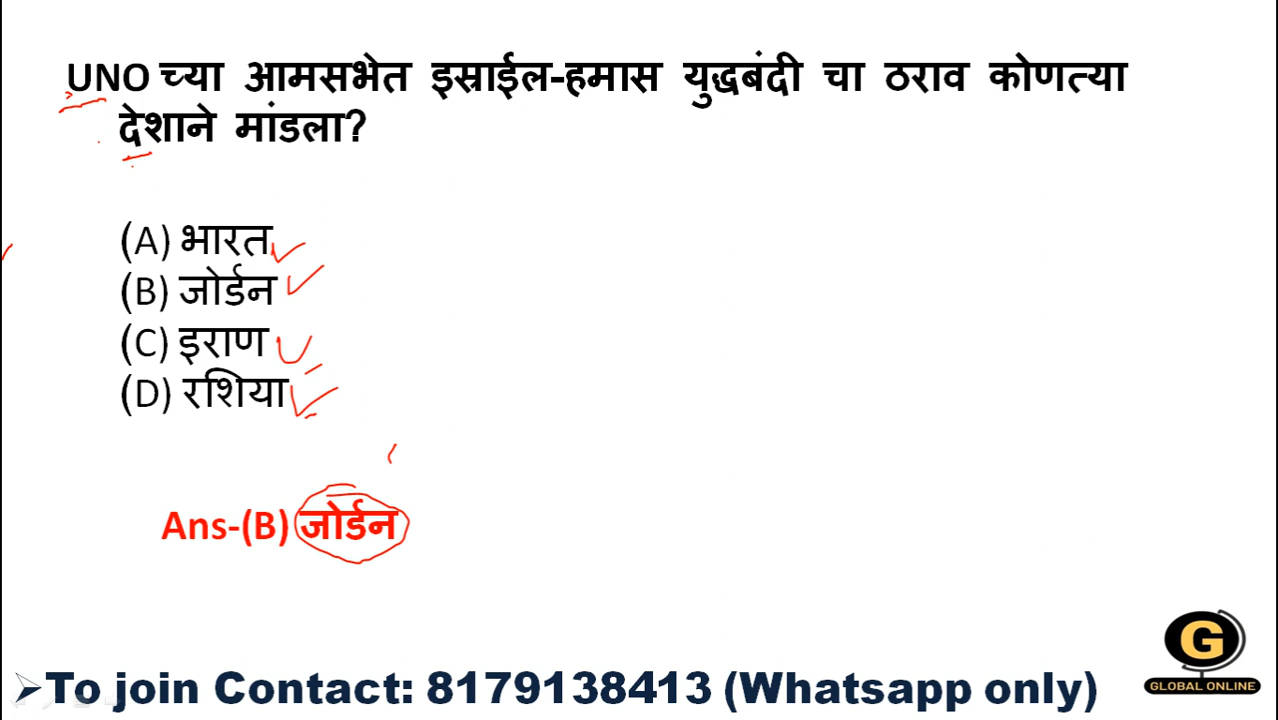 UNO च्या आमसभेत इस्राईल-हमास युद्धबंदी चा ठराव कोणत्या
देशाने मांडला?
(A) भारत
(B) जोर्डन
(C) इराण
(D) रशिया
Ans-(B) जोर्डन
To join Contact: 8179138413 (Whatsapp only)
G
GLOBAL ONLINE